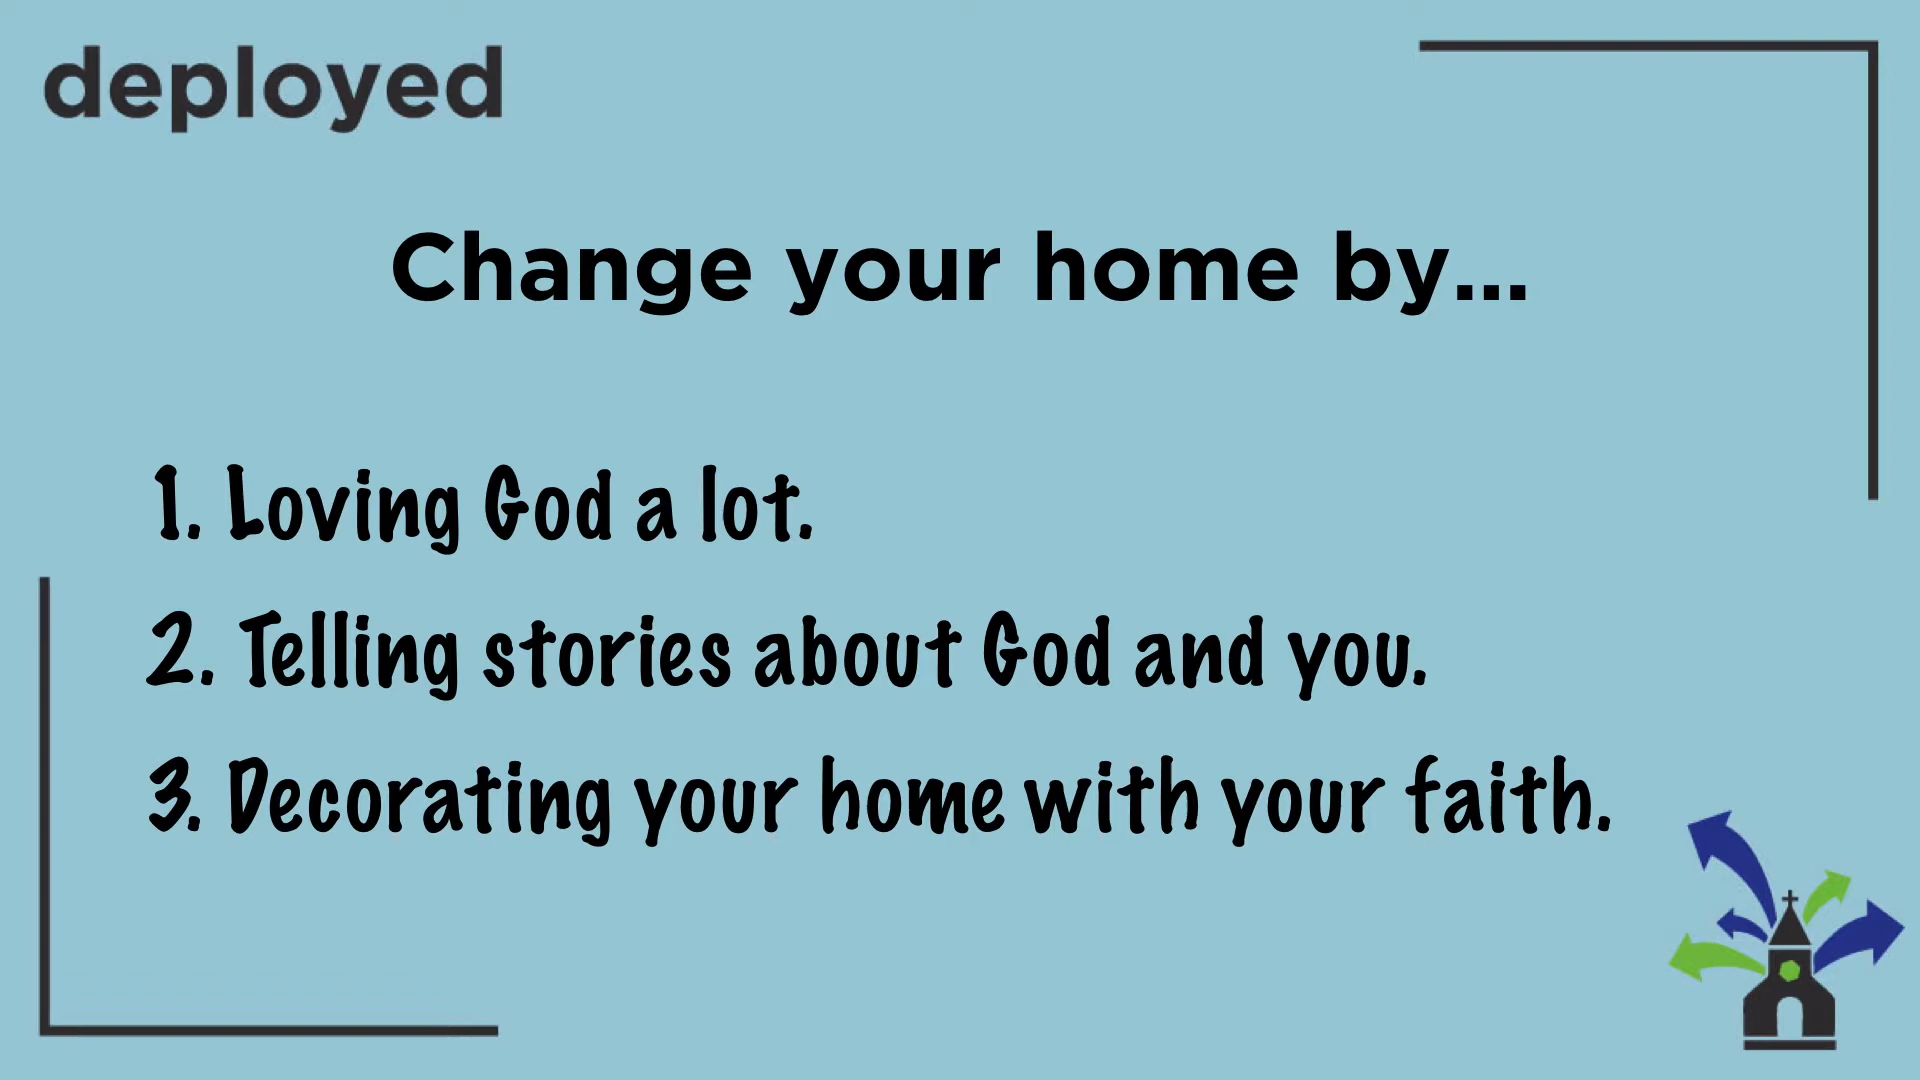 deployed
Change your home by...
1. Loving God a lot.
2. Telling stories about God and you.
3. Decorating your home with your faith.